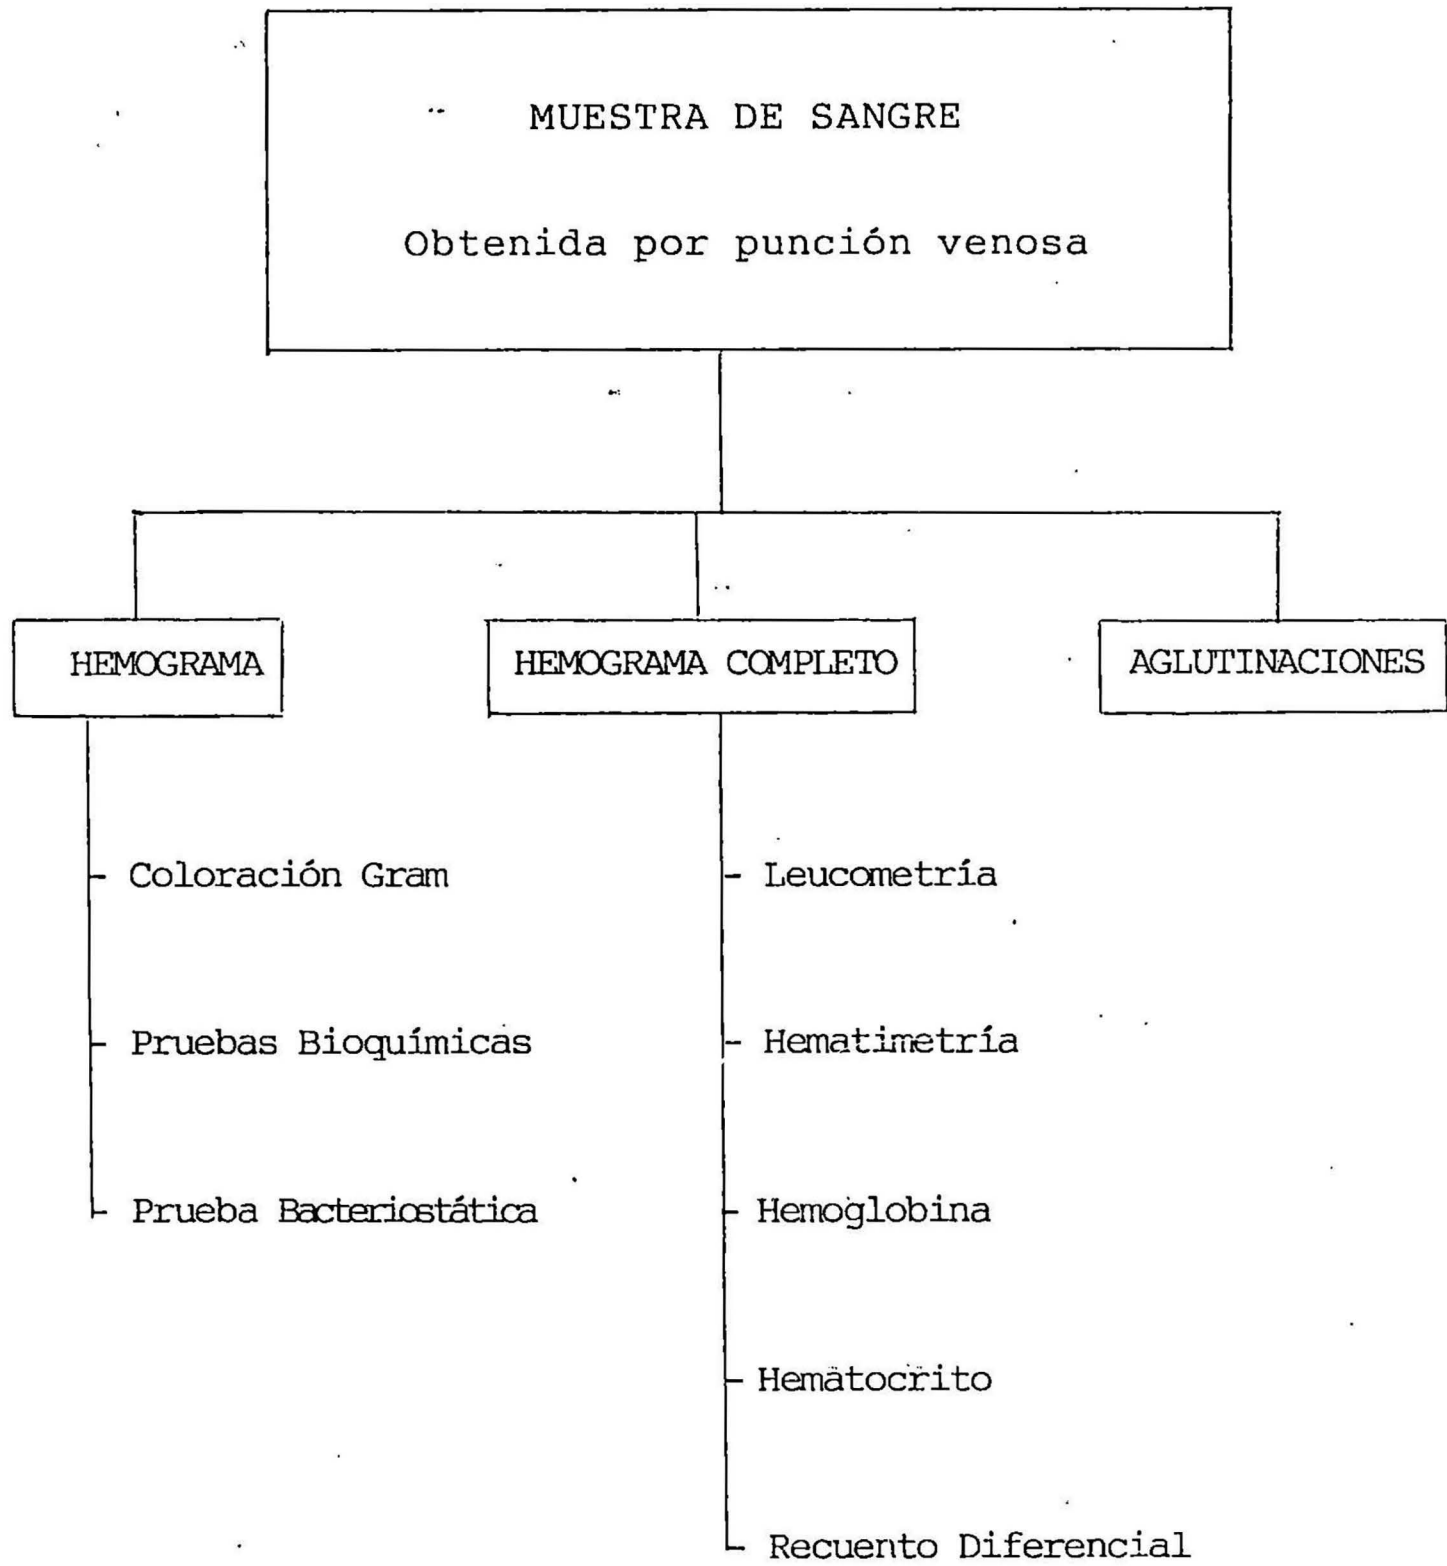 MUESTRA DE SANGRE
Obtenida por punción venosa
HEMOGRAMA
HEMOGRAMA COMPLETO
AGLUTINACIONES
- Coloración Gram
- Pruebas Bioquímicas
- Prueba Bacteriostática
- Leucometría
- Hematimetría
- Hemoglobina
- Hematocrito
- Recuento Diferencial